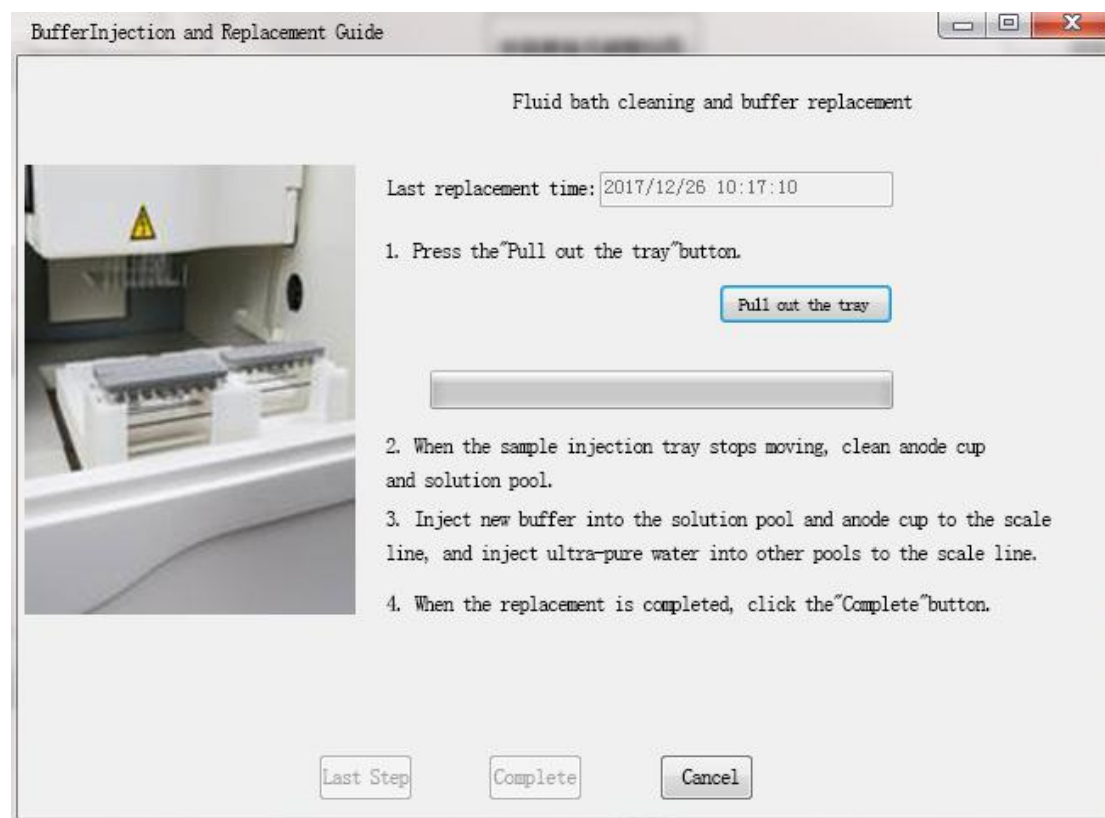 BufferInjection and Replacement Guide
Fluid bath cleaning and buffer replacement
Last replacement time: 2017/12/26 10:17:10
1. Press the"Pull out the tray"button.
Pull out the tray
2. When the sample injection tray stops moving, clean anode cup
and solution pool.
3. Inject new buffer into the solution pool and anode cup to the scale
line, and inject ultra-pure water into other pools to the scale line.
4. When the replacement is completed, click the"Complete"button.
Last Step Complete Cancel